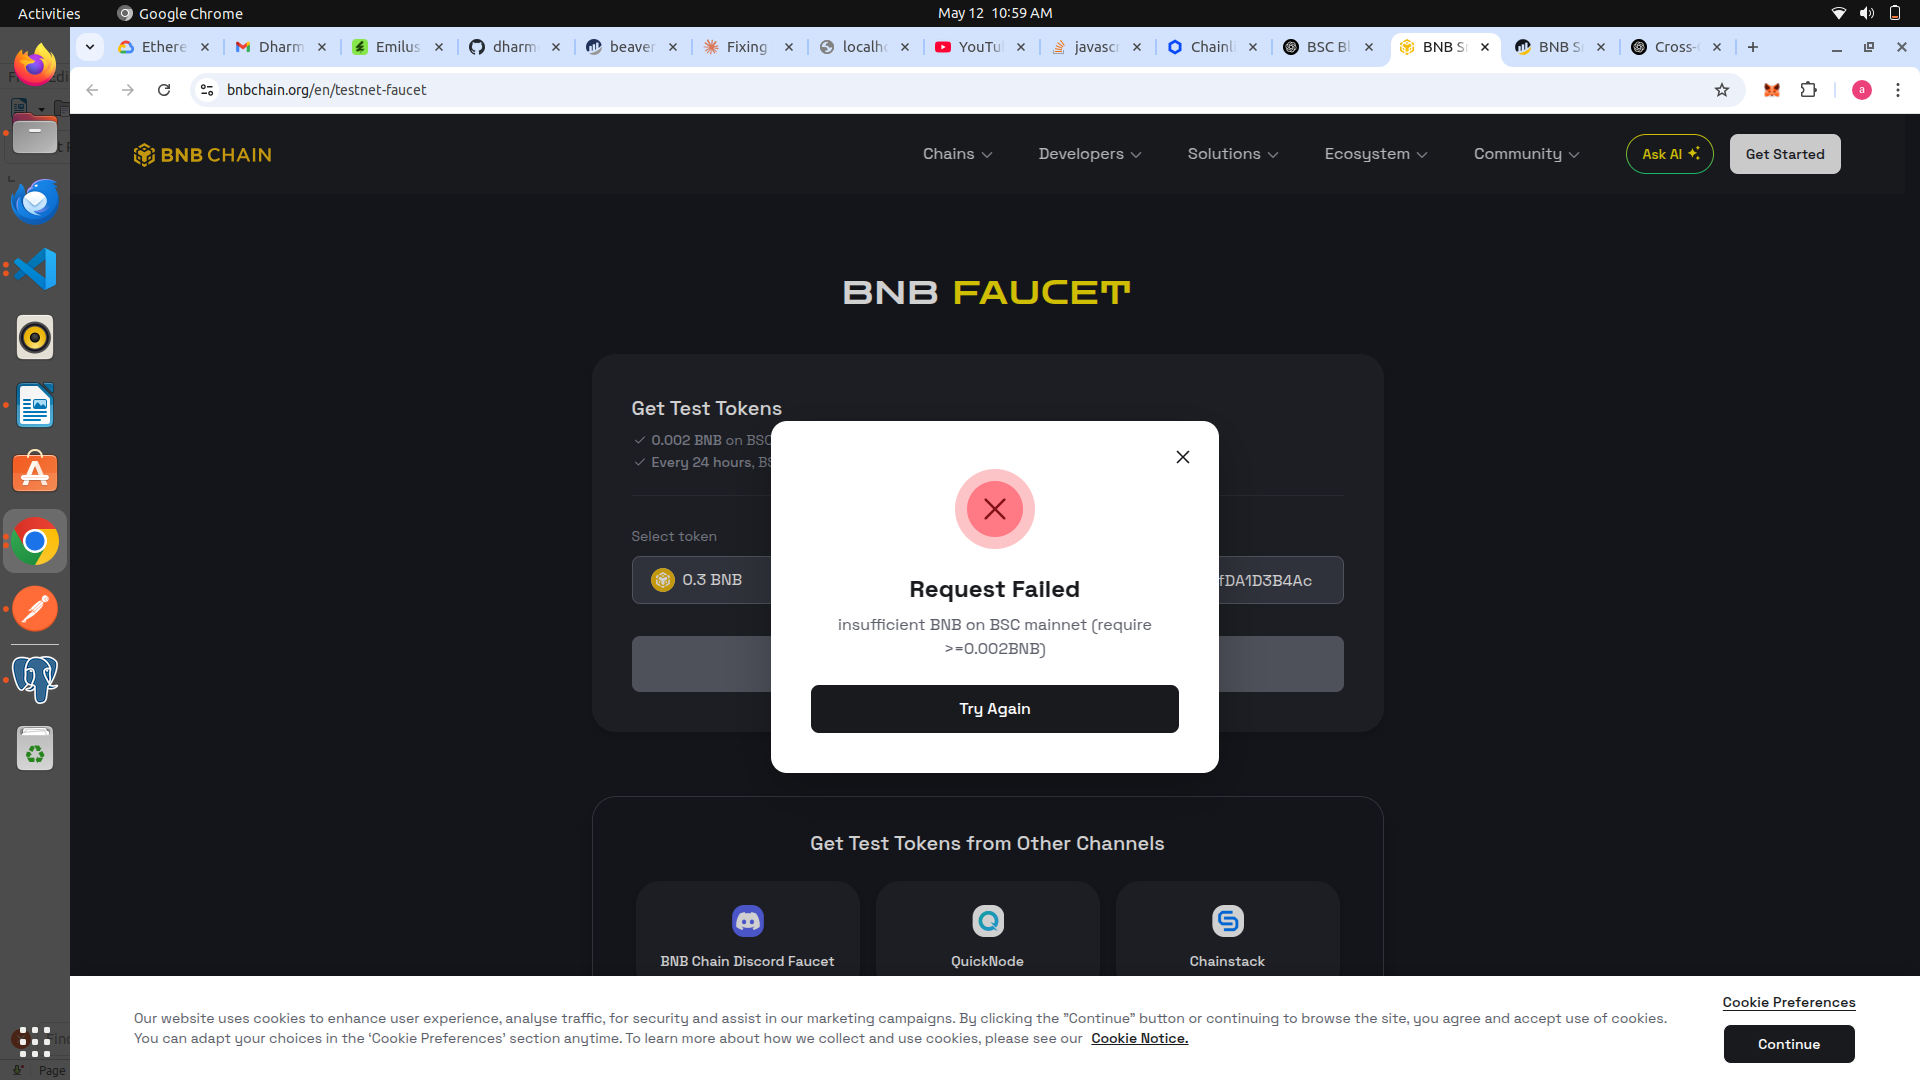 Activities
Google Chrome
May 12 10:59 AM
Ethere
Dharm
Emilus
dharm
beaver
Fixing
localh
YouTu
javascr
Chainli
BSC Bl
BNB S
BNB S
Cross-
bnbchain.org/en/testnet-faucet
BNB CHAIN
Chains
Developers
Solutions
Ecosystem
Community
Ask AI
Get Started
BNB FAUCET
Get Test Tokens
0.002 BNB on BSC
Every 24 hours, BS
Select token
0.3 BNB
fDA1D3B4Ac
Request Failed
insufficient BNB on BSC mainnet (require
>=0.002BNB)
Try Again
Get Test Tokens from Other Channels
BNB Chain Discord Faucet
QuickNode
Chainstack
Our website uses cookies to enhance user experience, analyse traffic, for security and assist in our marketing campaigns. By clicking the "Continue" button or continuing to browse the site, you agree and accept use of cookies.
You can adapt your choices in the ‘Cookie Preferences’ section anytime. To learn more about how we collect and use cookies, please see our Cookie Notice.
Cookie Preferences
Continue
Page